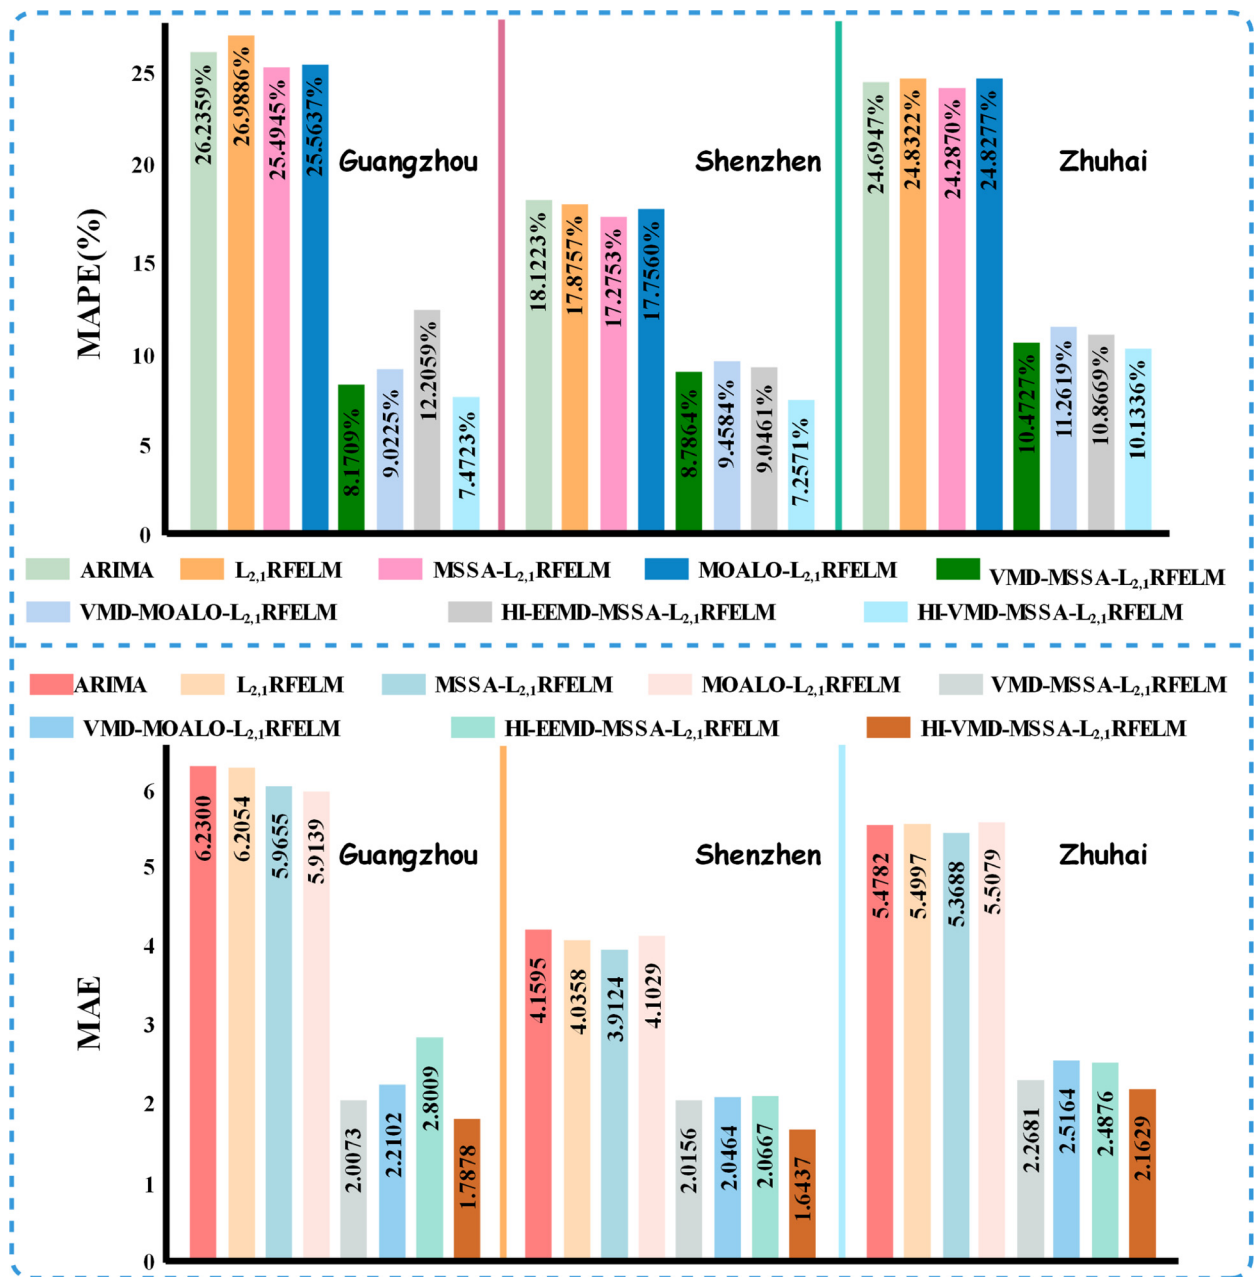 MAPE(%)
25
20
15
10
5
0
26.2359%
26.9886%
25.4945%
25.5637%
8.1709%
9.0225%
12.2059%
7.4723%
Guangzhou
18.1223%
17.8757%
17.2753%
17.7560%
8.7864%
9.4584%
9.0461%
7.2571%
Shenzhen
24.6947%
24.8322%
24.2870%
24.8277%
10.4727%
11.2619%
10.8669%
10.1336%
Zhuhai
ARIMA
L2,1RFELM
MSSA-L2,1RFELM
MOALO-L2,1RFELM
VMD-MSSA-L2,1RFELM
VMD-MOALO-L2,1RFELM
HI-EEMD-MSSA-L2,1RFELM
HI-VMD-MSSA-L2,1RFELM
ARIMA
L2,1RFELM
MSSA-L2,1RFELM
MOALO-L2,1RFELM
VMD-MSSA-L2,1RFELM
VMD-MOALO-L2,1RFELM
HI-EEMD-MSSA-L2,1RFELM
HI-VMD-MSSA-L2,1RFELM
MAE
6
5
4
3
2
1
0
6.2300
6.2054
5.9655
5.9139
2.0073
2.2102
2.8009
1.7878
Guangzhou
4.1595
4.0358
3.9124
4.1029
2.0156
2.0464
2.0667
1.6437
Shenzhen
5.4782
5.4997
5.3688
5.5079
2.2681
2.5164
2.4876
2.1629
Zhuhai